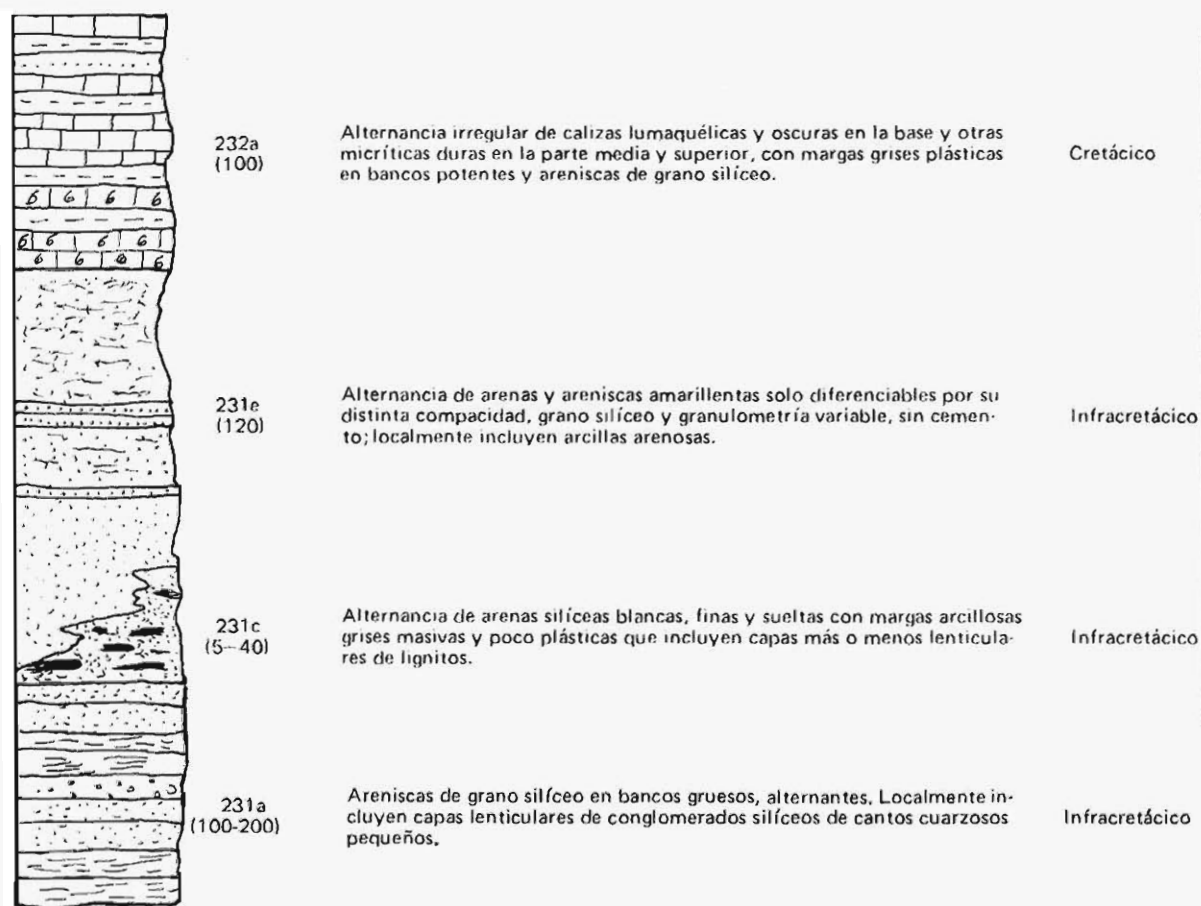 232a
(100)
Alternancia irregular de calizas lumaquélicas y oscuras en la base y otras
micríticas duras en la parte media y superior, con margas grises plásticas
en bancos potentes y areniscas de grano silíceo.
Cretácico
231e
(120)
Alternancia de arenas y areniscas amarillentas solo diferenciables por su
distinta compacidad, grano silíceo y granulometría variable, sin cemen-
to; localmente incluyen arcillas arenosas.
Infracretácico
231c
(5–40)
Alternancia de arenas silíceas blancas, finas y sueltas con margas arcillosas
grises masivas y poco plásticas que incluyen capas más o menos lenticula-
res de lignitos.
Infracretácico
231a
(100-200)
Areniscas de grano silíceo en bancos gruesos, alternantes. Localmente in-
cluyen capas lenticulares de conglomerados silíceos de cantos cuarzosos
pequeños.
Infracretácico